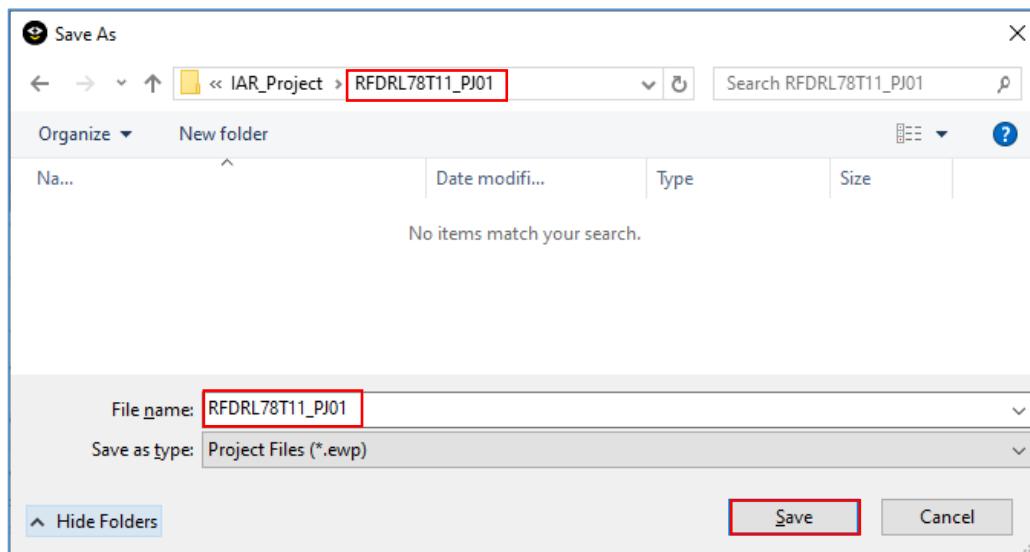 Save As
« IAR_Project › RFDRL78T11_PJ01
Search RFDRL78T11_PJ01
Organize
New folder
?
Na...
Date modifi...
Type
Size
No items match your search.
File name: RFDRL78T11_PJ01
Save as type: Project Files (*.ewp)
Hide Folders
Save
Cancel